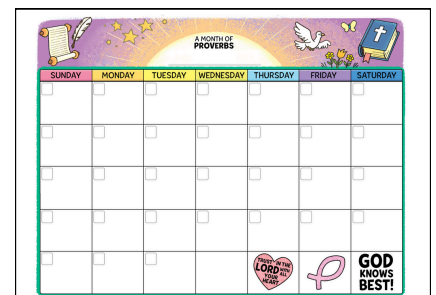 A MONTH OF
PROVERBS
SUNDAY MONDAY TUESDAY WEDNESDAY THURSDAY FRIDAY SATURDAY
TRUST IN THE
LORD WITH
ALL
YOUR
HEART
GOD
KNOWS
BEST!